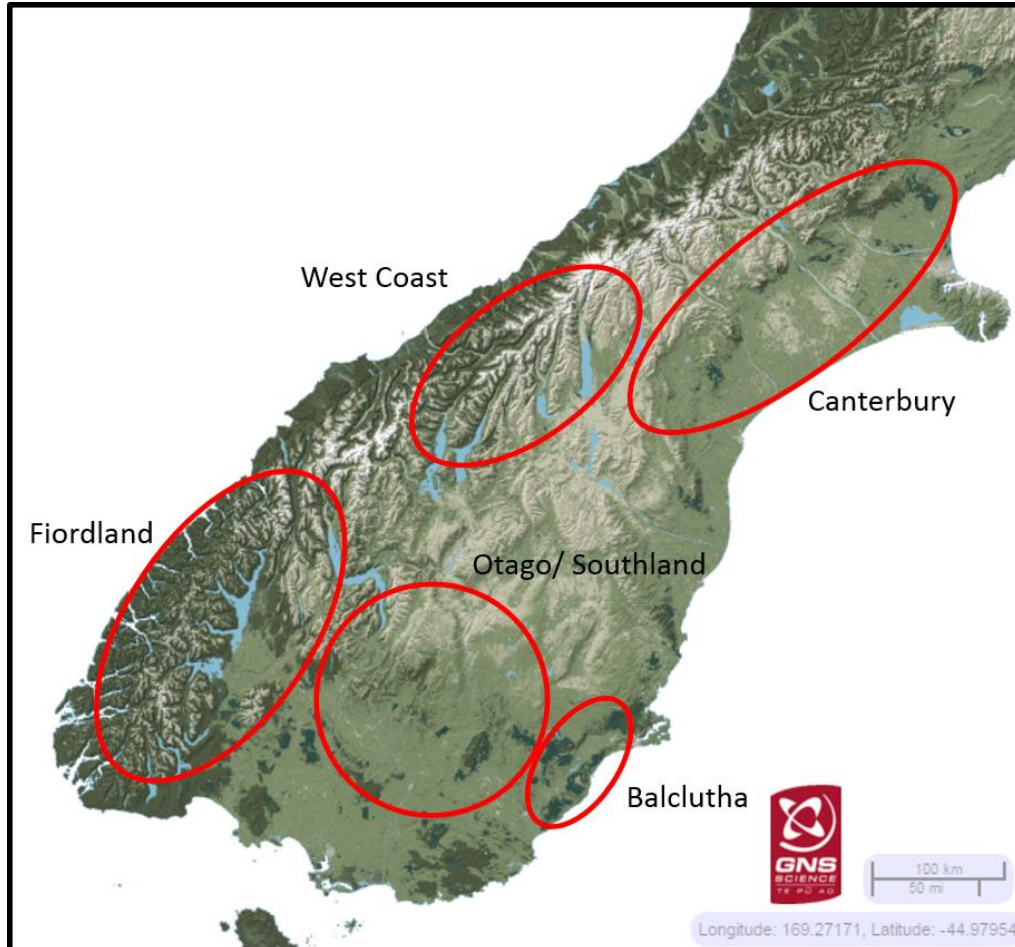 West Coast
Canterbury
Fiordland
Otago/ Southland
Balclutha
GNS
SCIENCE
TE PŪ AO
100 km
50 mi
Longitude: 169.27171, Latitude: -44.97954